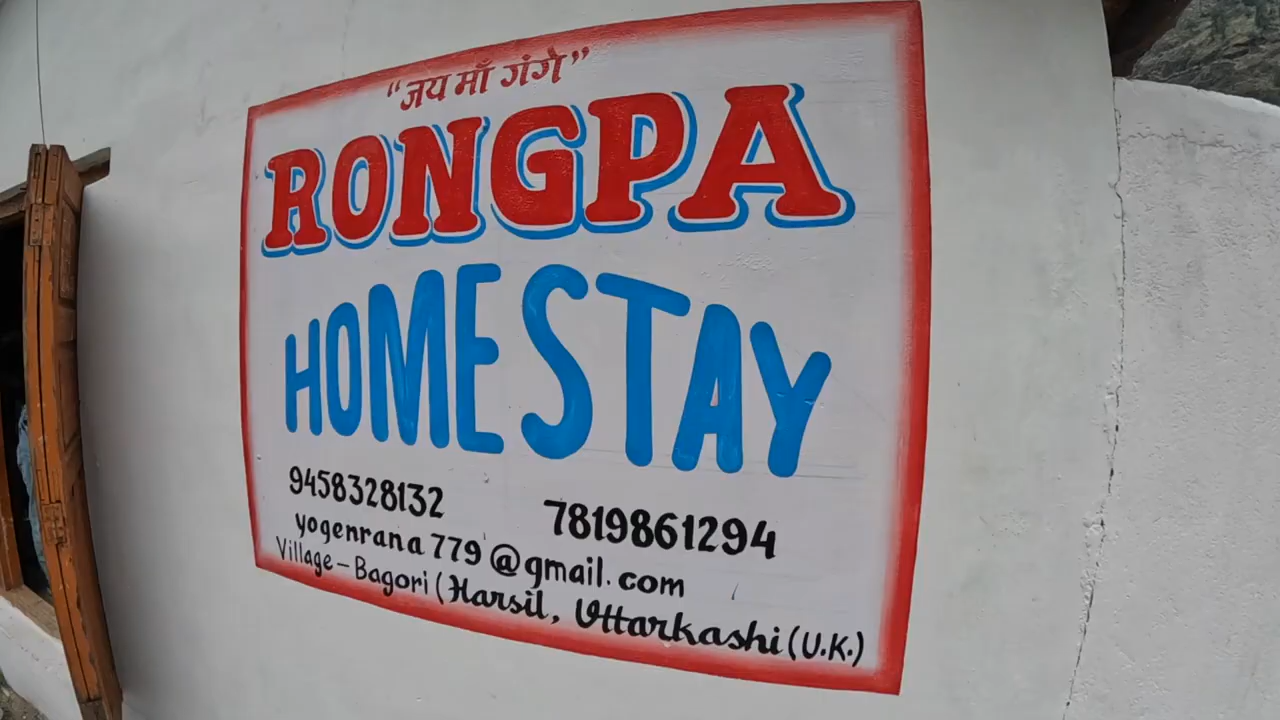 “जय माँ गंगे”
RONGPA
HOMESTAY
9458328132 7819861294
yogenrana779@gmail.com
Village-Bagori (Harsil, Uttarkashi (U.K.)